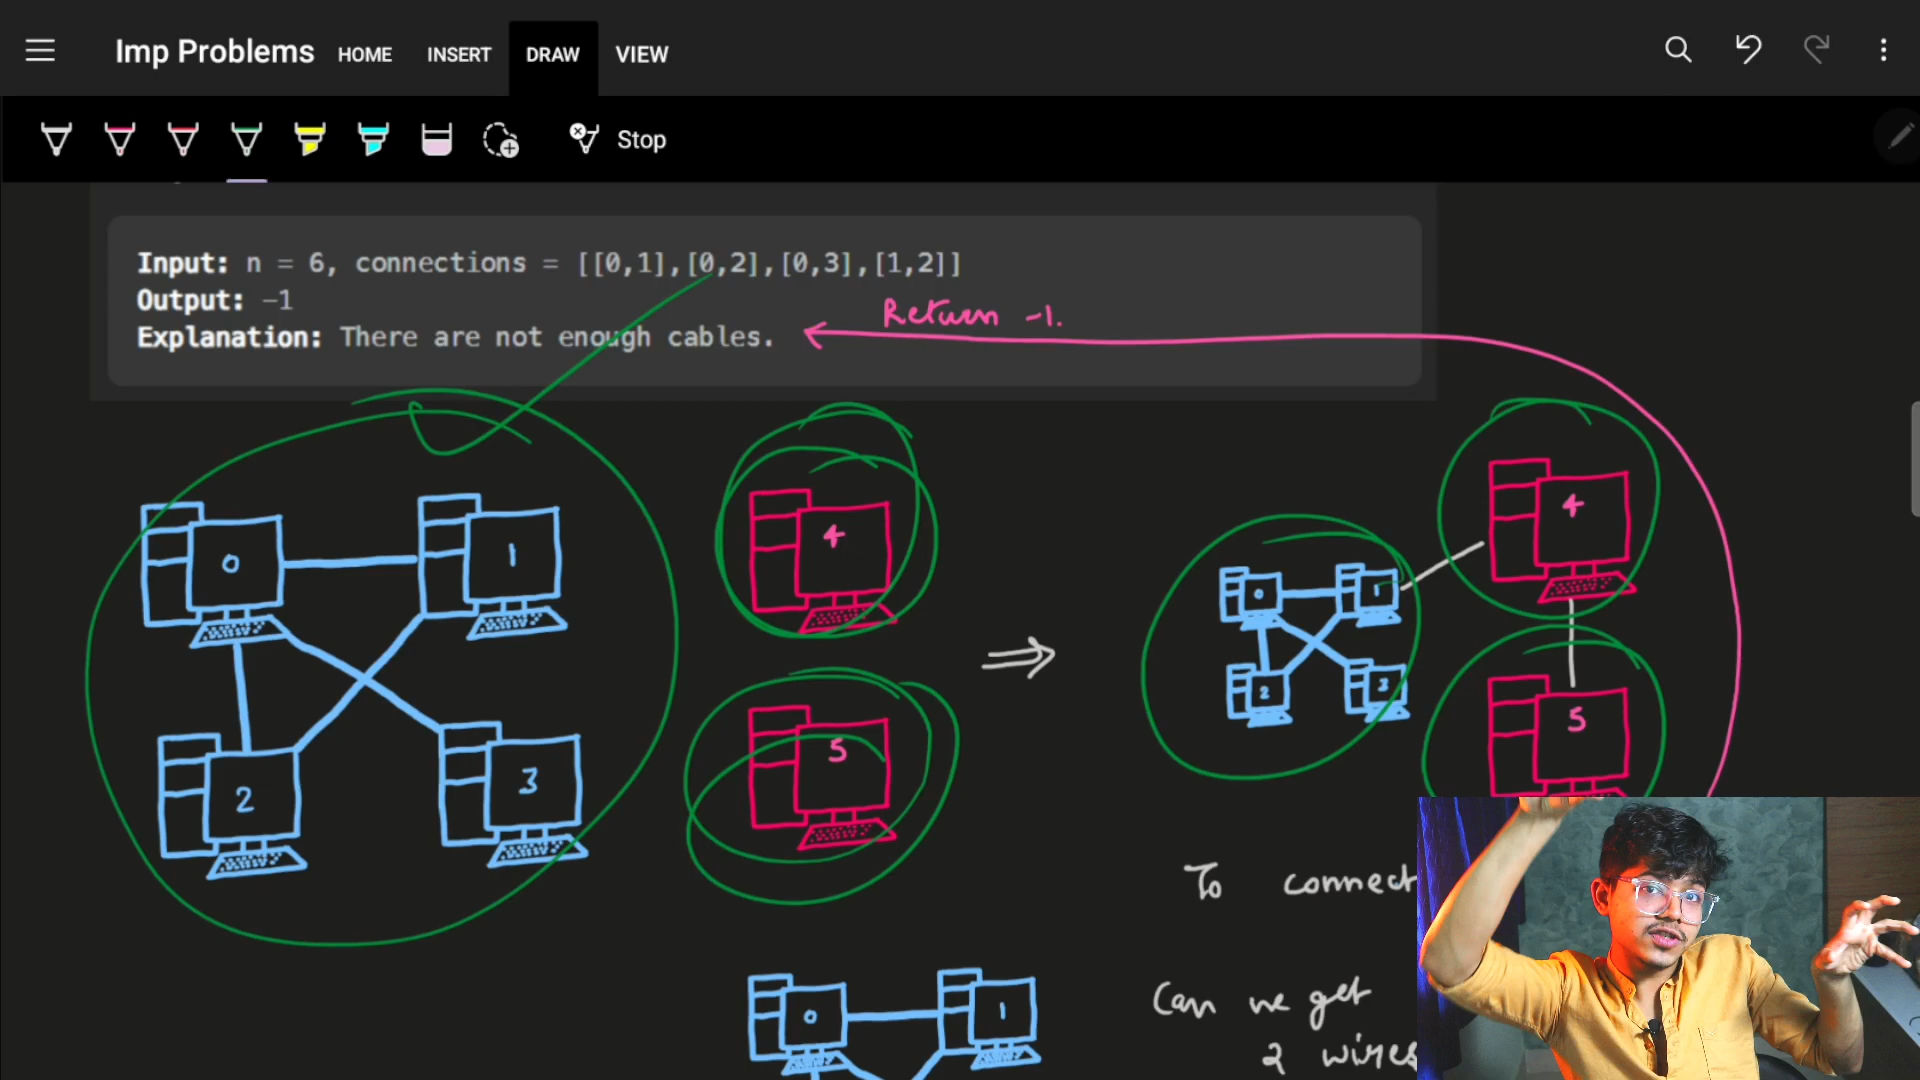 Imp Problems HOME INSERT DRAW VIEW
Stop
Input: n = 6, connections = [[0,1],[0,2],[0,3],[1,2]]
Output: -1
Explanation: There are not enough cables.
Return -1.
0 1 4
2 3 5
0 1 4
2 3 5
To connect
0 1
Can we get
2 wires